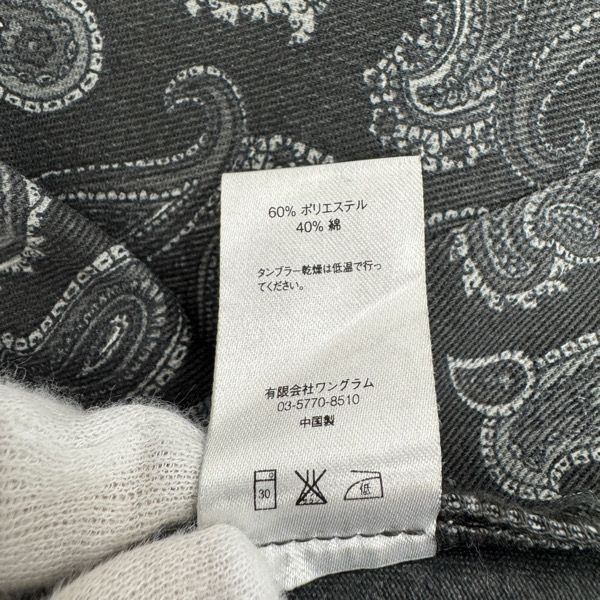 60% ポリエステル
40% 綿
タンブラー乾燥は低温で行っ
てください。
有限会社ワングラム
03-5770-8510
中国製
30
低